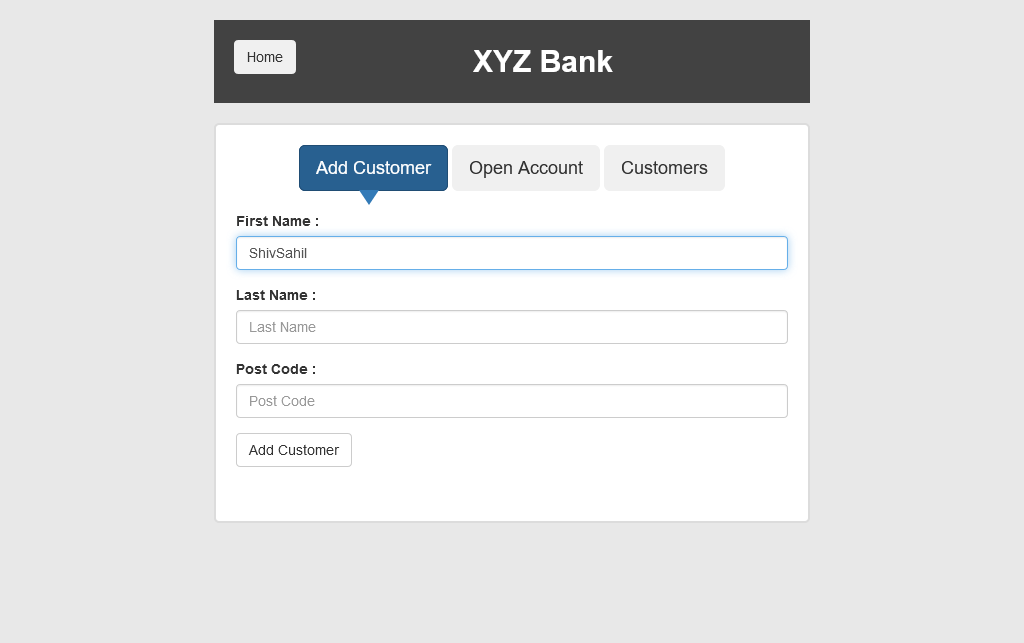 Home
XYZ Bank
Add Customer
Open Account
Customers
First Name :
ShivSahil
Last Name :
Last Name
Post Code :
Post Code
Add Customer